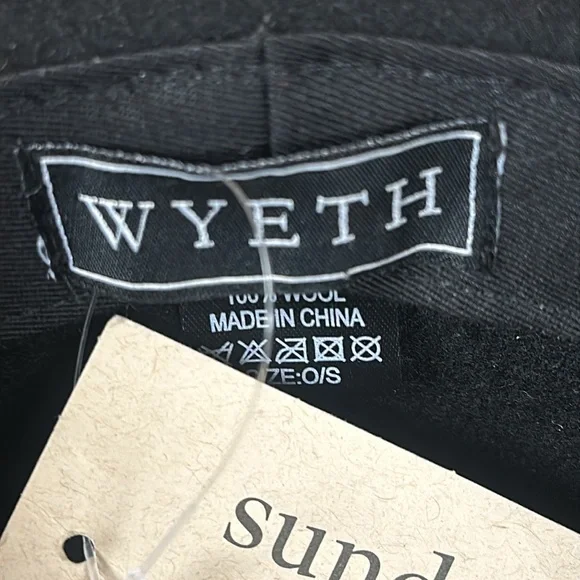 WYETH
100% WOOL
MADE IN CHINA
SIZE:O/S
sund